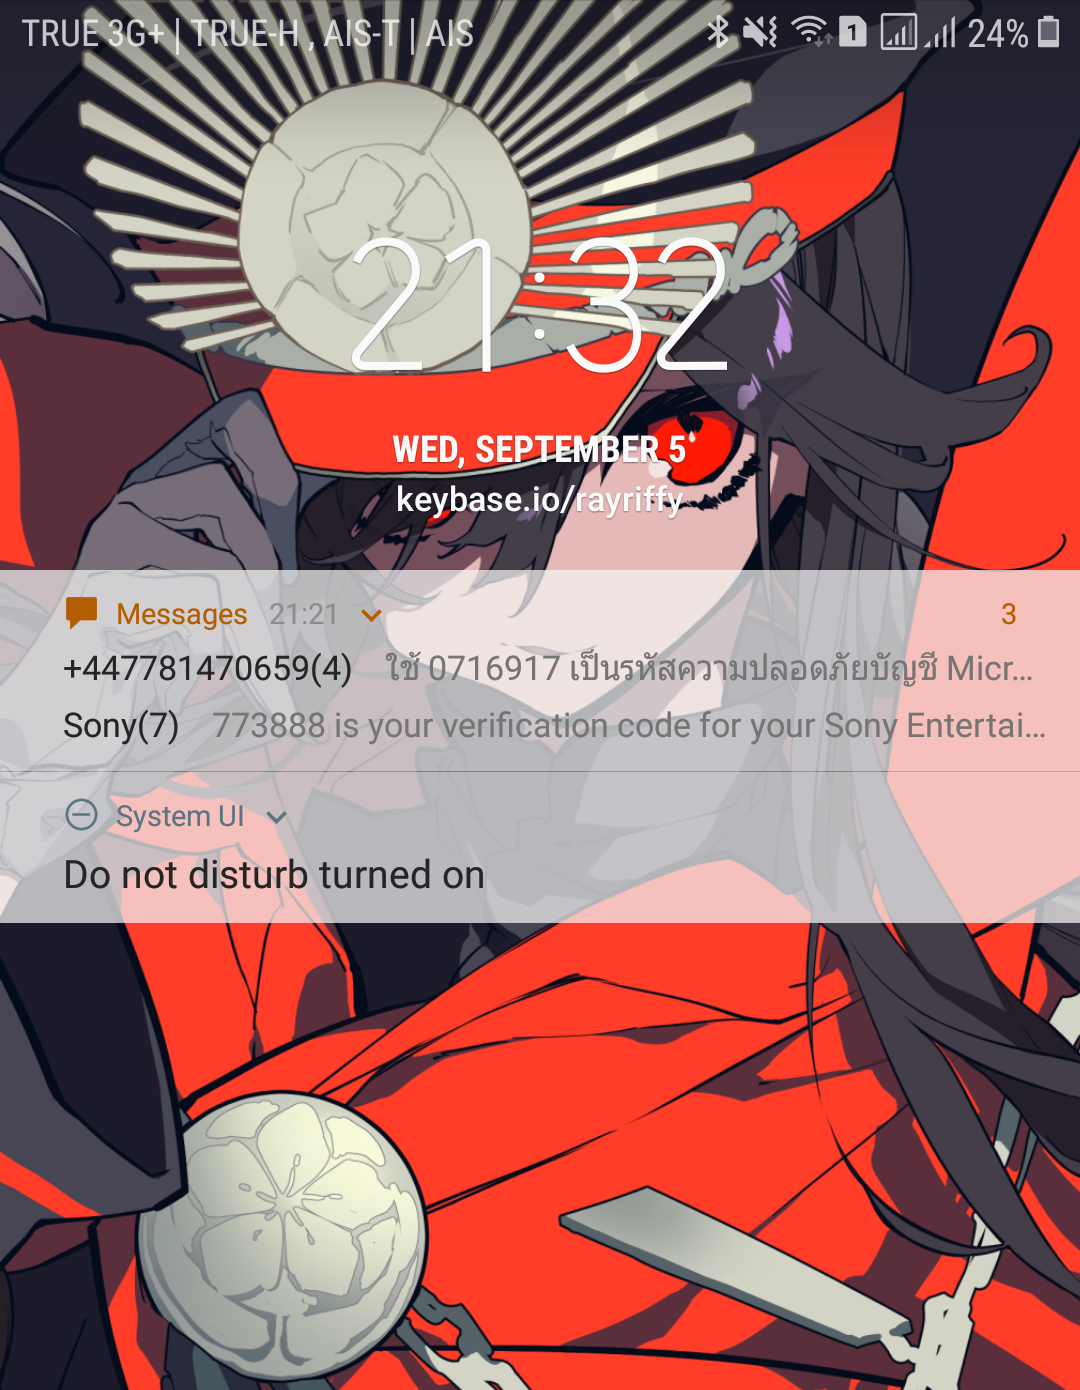 TRUE 3G+ | TRUE-H , AIS-T | AIS 1 24%
21:32
WED, SEPTEMBER 5
keybase.io/rayriffy
Messages 21:21 3
+447781470659(4) ใช้ 0716917 เป็นรหัสความปลอดภัยบัญชี Micr...
Sony(7) 773888 is your verification code for your Sony Entertai...
System UI
Do not disturb turned on